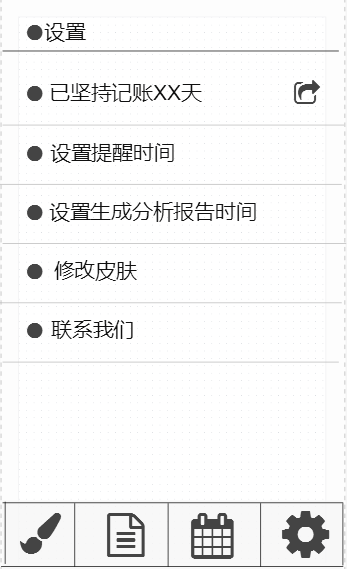 设置
已坚持记账XX天
设置提醒时间
设置生成分析报告时间
修改皮肤
联系我们